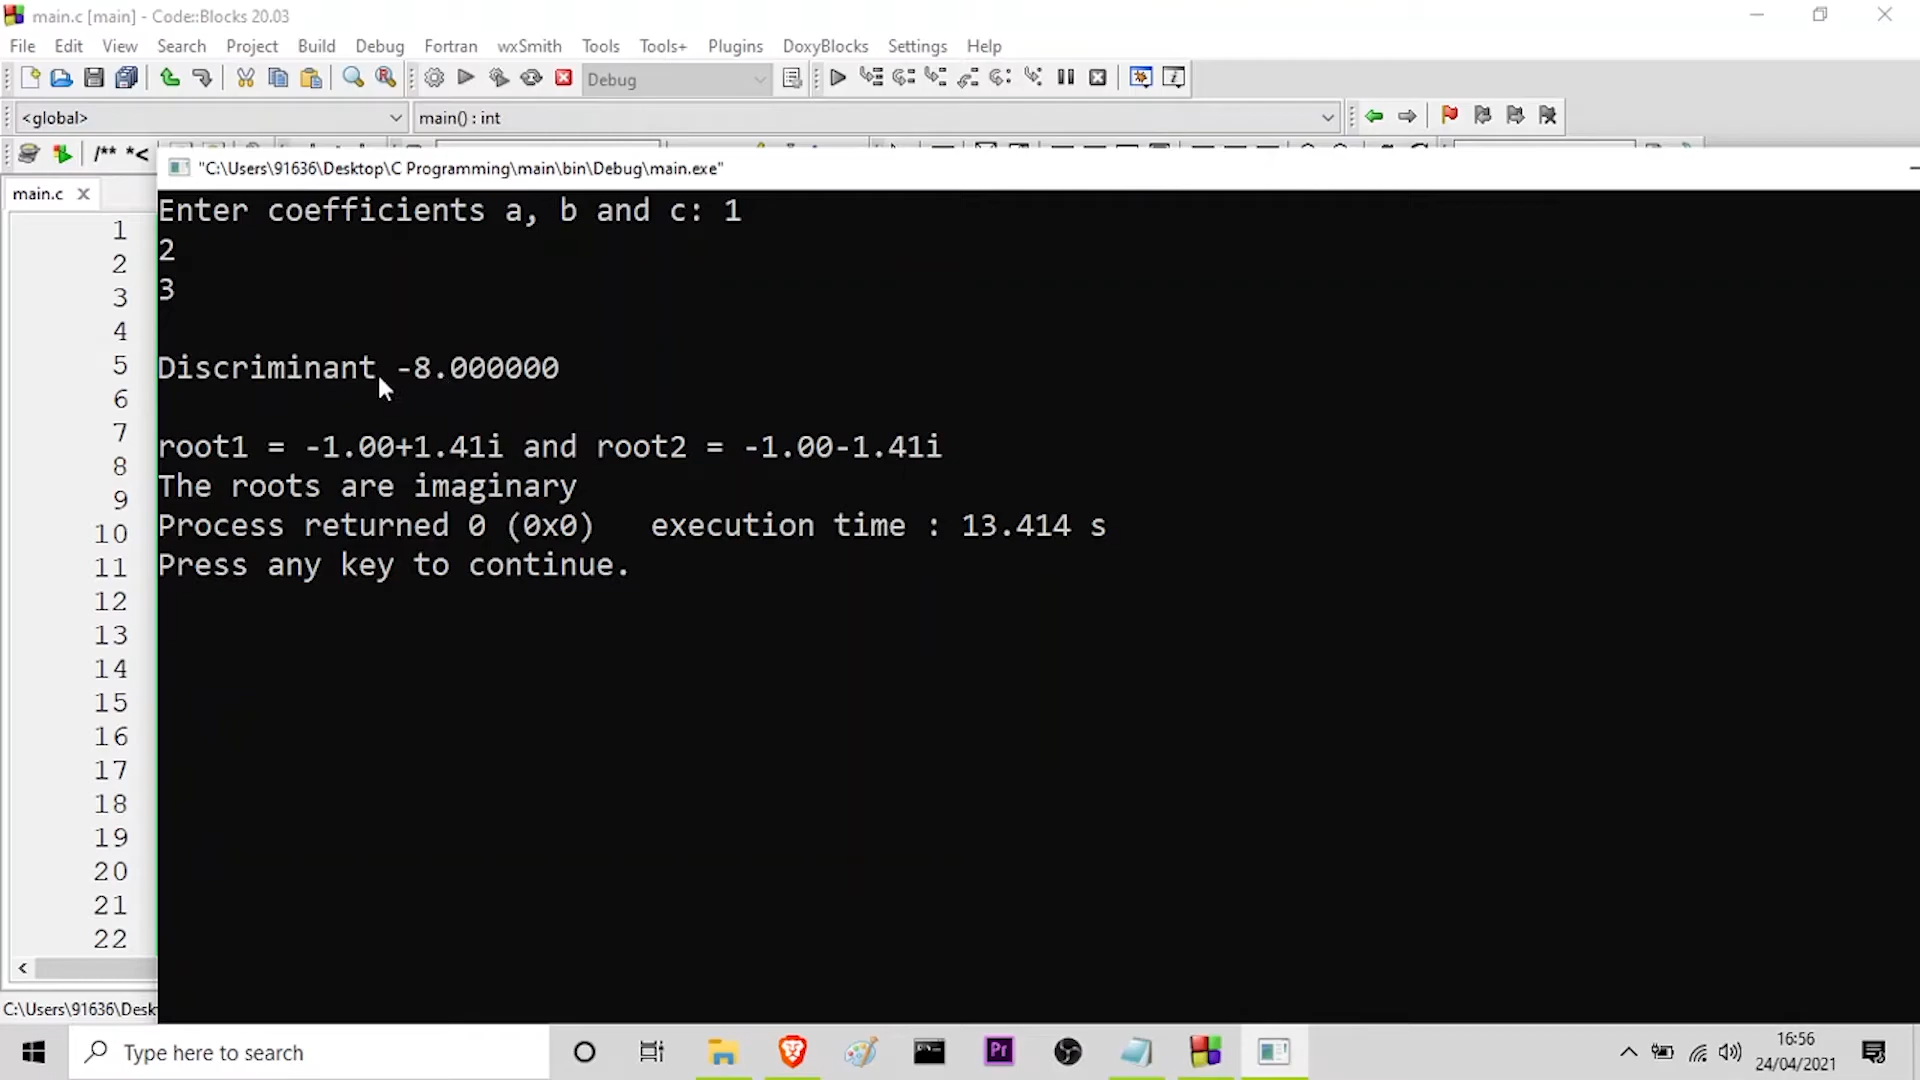 main.c [main] - Code::Blocks 20.03
File Edit View Search Project Build Debug Fortran wxSmith Tools Tools+ Plugins DoxyBlocks Settings Help
Debug
<global> main() : int
/** *<
"C:\Users\91636\Desktop\C Programming\main\bin\Debug\main.exe"
main.c
Enter coefficients a, b and c: 1
2
3
Discriminant -8.000000
root1 = -1.00+1.41i and root2 = -1.00-1.41i
The roots are imaginary
Process returned 0 (0x0) execution time : 13.414 s
Press any key to continue.
1
2
3
4
5
6
7
8
9
10
11
12
13
14
15
16
17
18
19
20
21
22
C:\Users\91636\Desk
Type here to search
Pr
16:56
24/04/2021